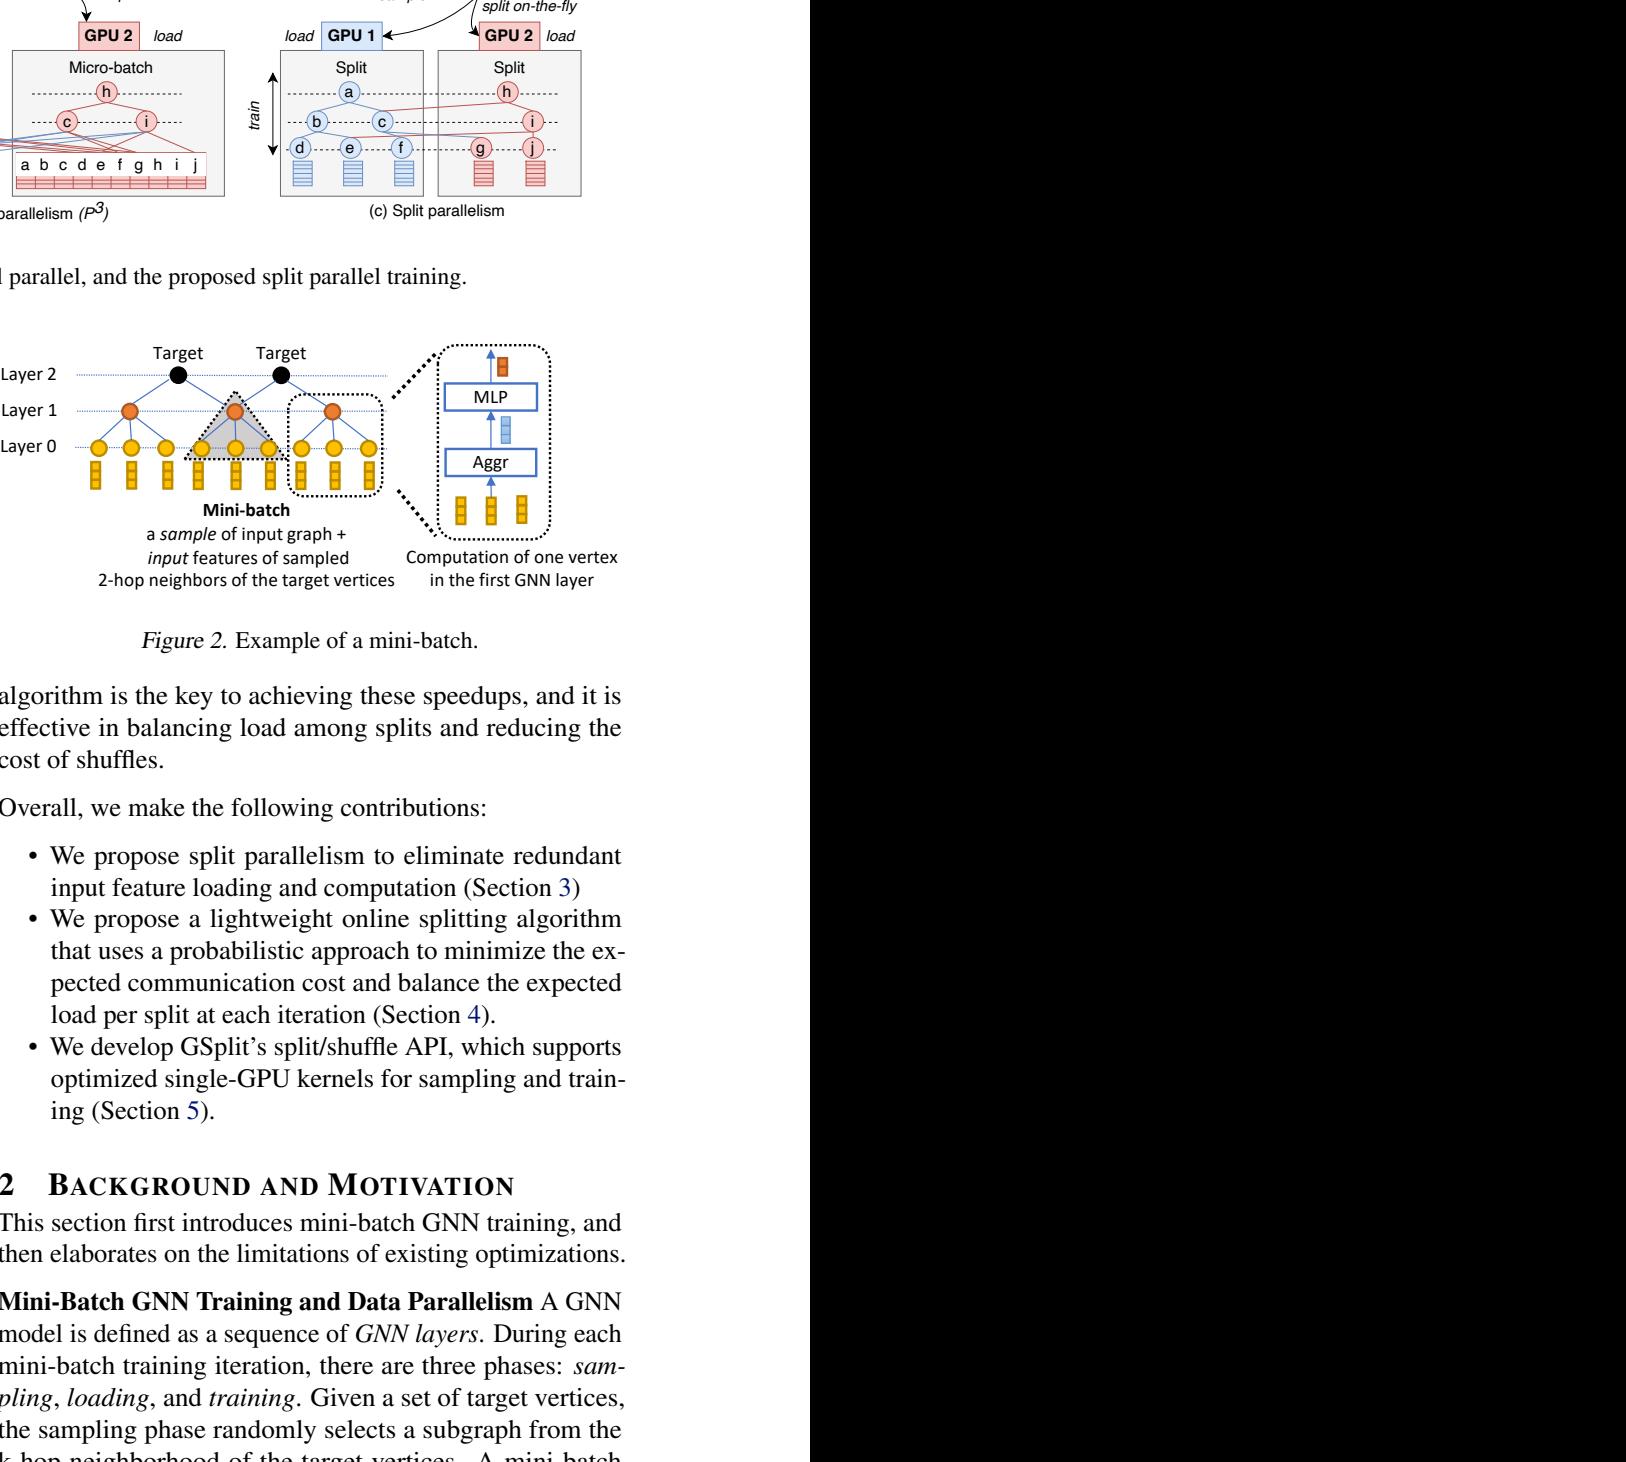 split on-the-fly
GPU 2 load
load GPU 1
GPU 2 load
Micro-batch
h
c i
a b c d e f g h i j
parallelism (P3)
train
Split
Split
a h
b c i
d e f g j
(c) Split parallelism
l parallel, and the proposed split parallel training.
Target Target
Layer 2
Layer 1
Layer 0
Mini-batch
a sample of input graph +
input features of sampled
2-hop neighbors of the target vertices
MLP
Aggr
Computation of one vertex
in the first GNN layer
Figure 2. Example of a mini-batch.
algorithm is the key to achieving these speedups, and it is
effective in balancing load among splits and reducing the
cost of shuffles.
Overall, we make the following contributions:
• We propose split parallelism to eliminate redundant
input feature loading and computation (Section 3)
• We propose a lightweight online splitting algorithm
that uses a probabilistic approach to minimize the ex-
pected communication cost and balance the expected
load per split at each iteration (Section 4).
• We develop GSplit's split/shuffle API, which supports
optimized single-GPU kernels for sampling and train-
ing (Section 5).
2 BACKGROUND AND MOTIVATION
This section first introduces mini-batch GNN training, and
then elaborates on the limitations of existing optimizations.
Mini-Batch GNN Training and Data Parallelism A GNN
model is defined as a sequence of GNN layers. During each
mini-batch training iteration, there are three phases: sam-
pling, loading, and training. Given a set of target vertices,
the sampling phase randomly selects a subgraph from the
k-hop neighborhood of the target vertices. A mini-batch